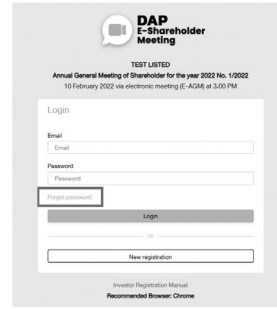 DAP
E-Shareholder
Meeting
TEST LISTED
Annual General Meeting of Shareholder for the year 2022 No. 1/2022
10 February 2022 via electronic meeting (E-AGM) at 3:00 PM
Login
Email
Email
Password
Password
Forgot password
Login
or
New registration
Investor Registration Manual
Recommended Browser: Chrome